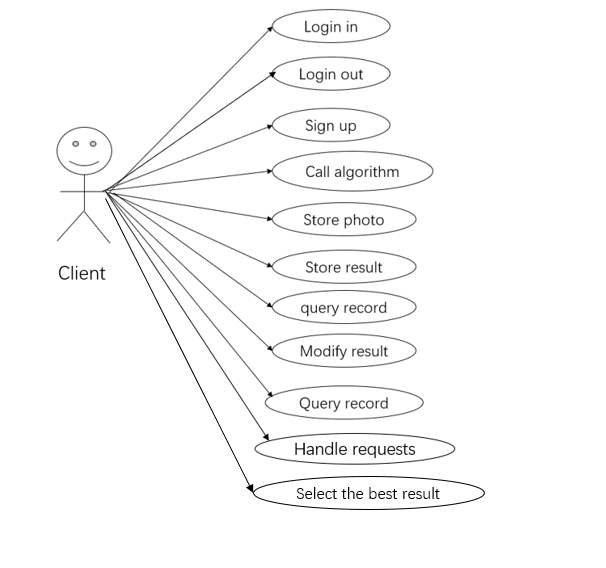 Login in
Login out
Sign up
Call algorithm
Store photo
Store result
Client
query record
Modify result
Query record
Handle requests
Select the best result